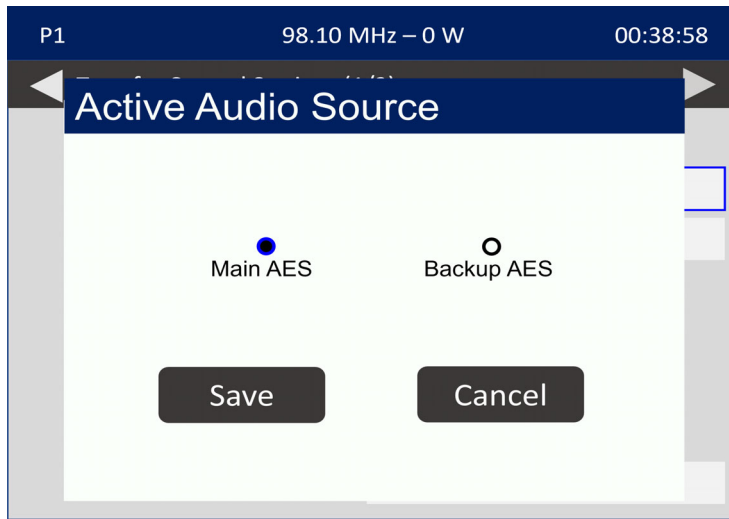 P1 98.10 MHz – 0 W 00:38:58
Active Audio Source
Main AES Backup AES
Save Cancel